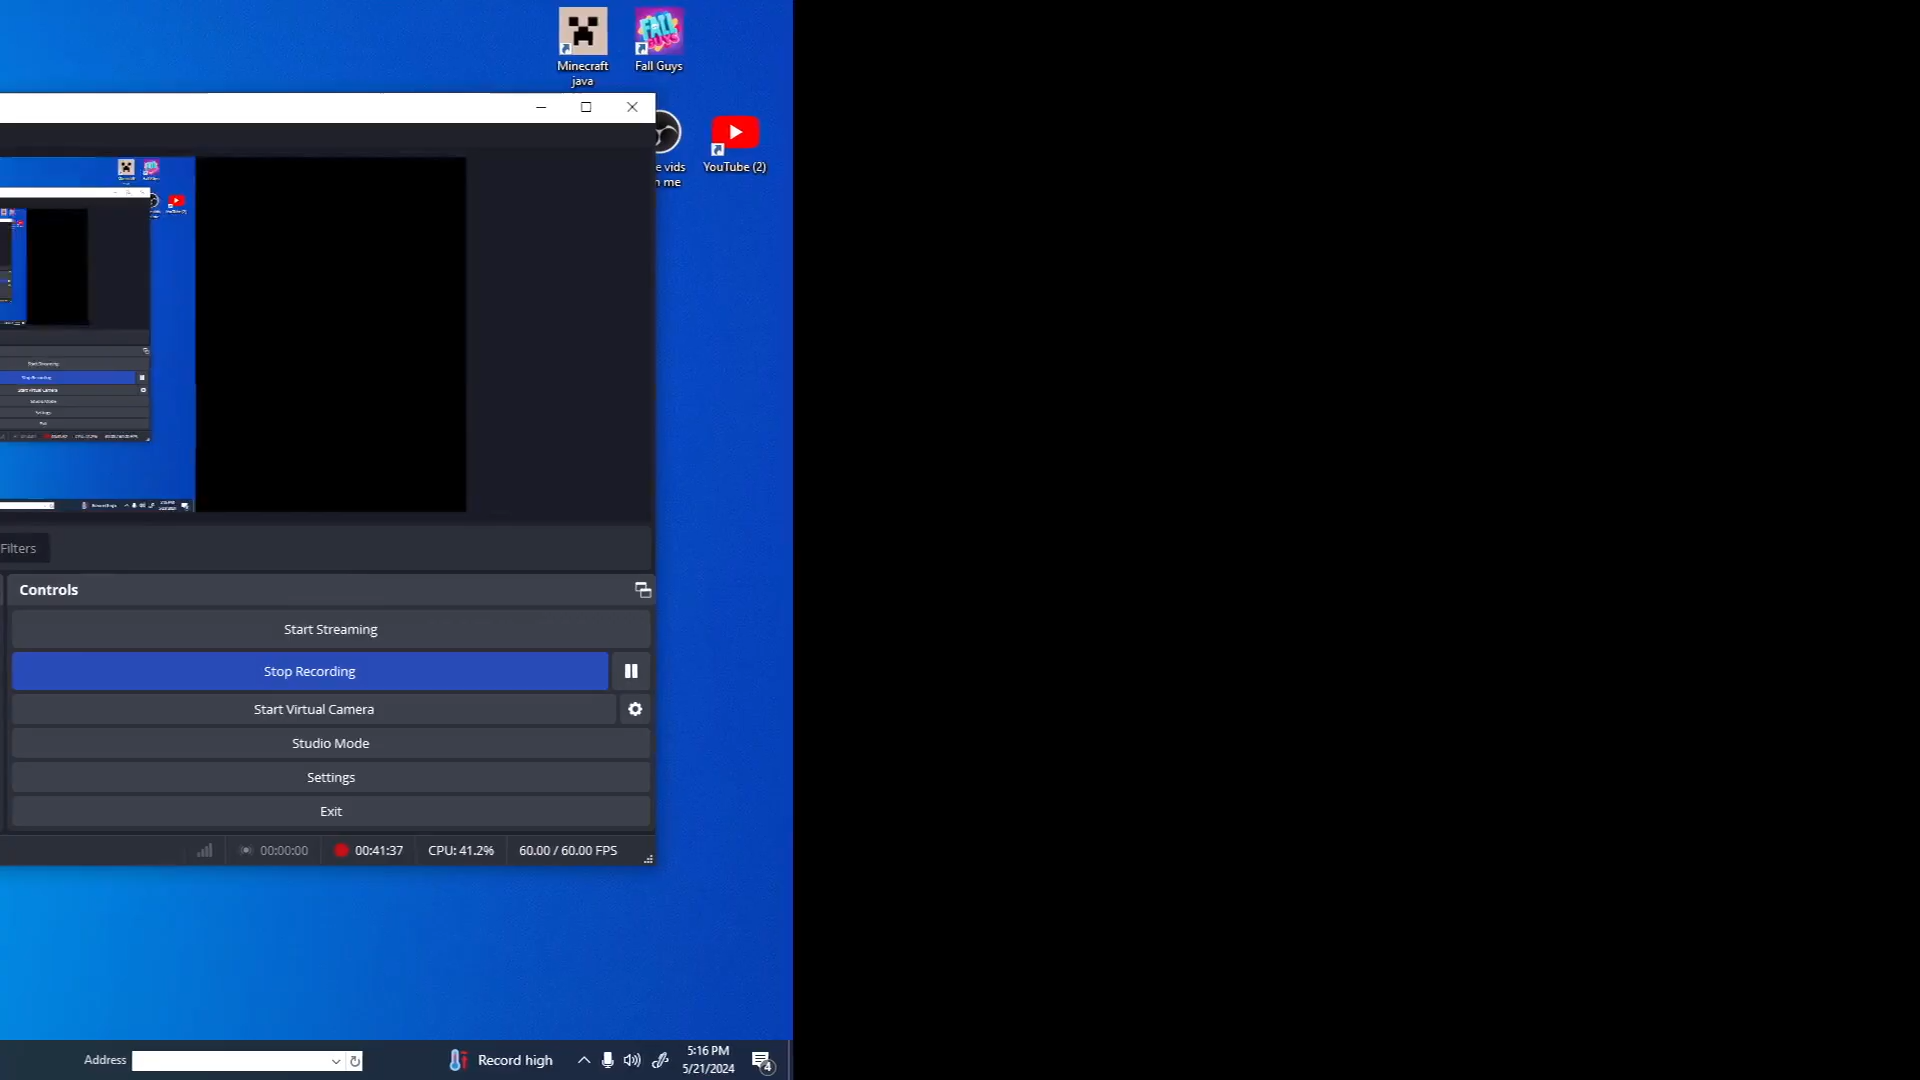 Minecraft
java
Fall Guys
e vids
n me
YouTube (2)
Filters
Controls
Start Streaming
Stop Recording
Start Virtual Camera
Studio Mode
Settings
Exit
00:00:00
00:41:37
CPU: 41.2%
60.00 / 60.00 FPS
Address
Record high
5:16 PM
5/21/2024
4